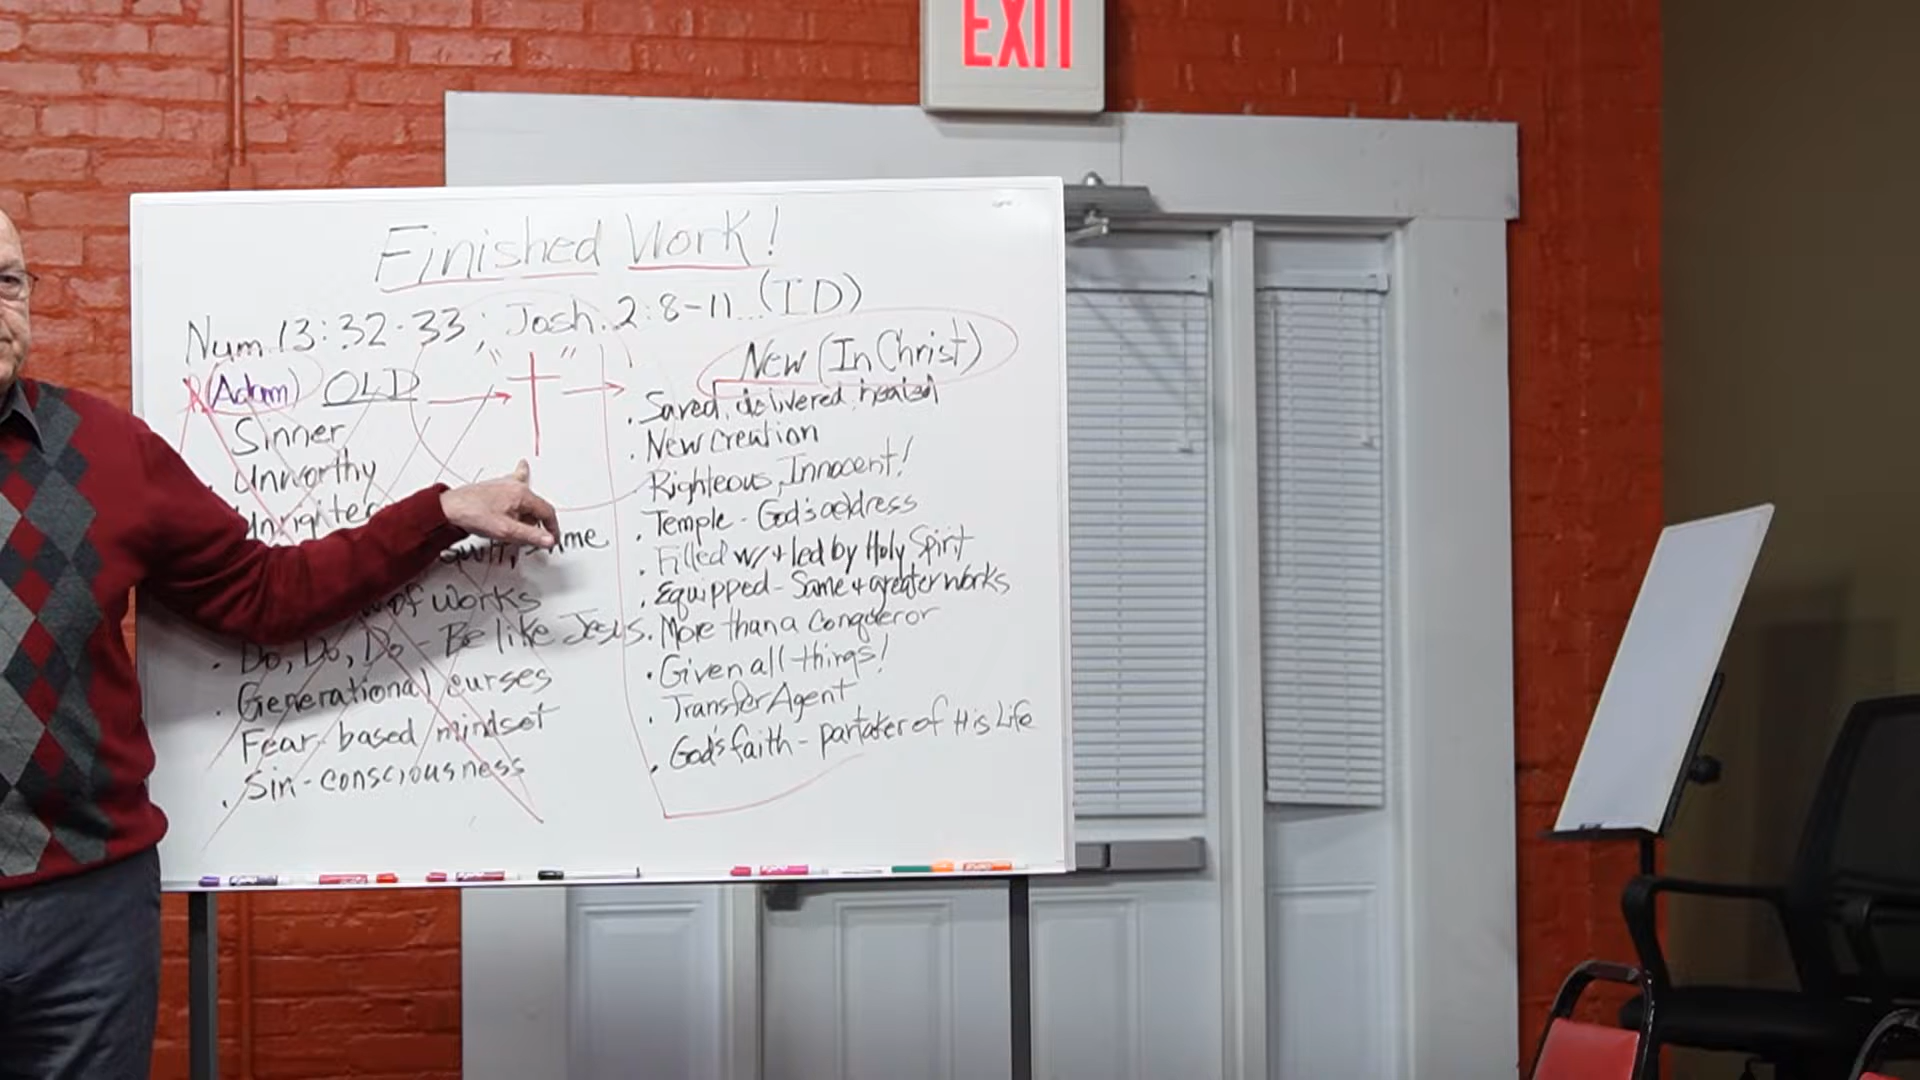 EXIT
Finished Work!
Num. 13:32-33; Josh. 2:8-11 (ID)
(Adam) OLD
Sinner
Unworthy
Guilt,
of works
Do, Do, Do - Be like Jesus
Generational curses
Fear-based mindset
Sin-consciousness
New (In Christ)
Saved, delivered, healed
New creation
Righteous, Innocent!
Temple - God's address
Filled w/ + led by Holy Spirit
Equipped - Same + greater works
More than a Conqueror
Given all things!
Transfer Agent
God's faith - partaker of His Life